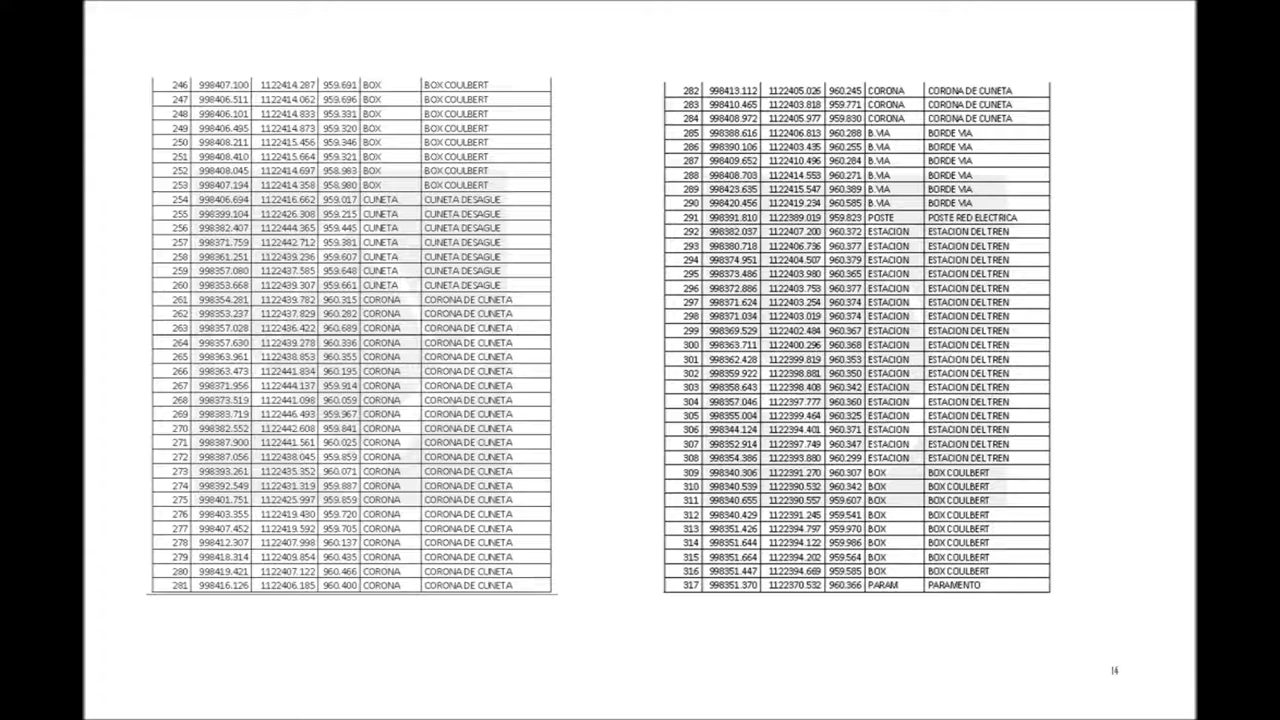 246 998407.100 1122414.287 959.691 BOX BOX COULBERT
247 998406.511 1122414.062 959.696 BOX BOX COULBERT
248 998406.101 1122414.833 959.331 BOX BOX COULBERT
249 998406.495 1122414.873 959.320 BOX BOX COULBERT
250 998408.211 1122415.456 959.346 BOX BOX COULBERT
251 998408.410 1122415.664 959.321 BOX BOX COULBERT
252 998408.045 1122414.697 958.983 BOX BOX COULBERT
253 998407.194 1122414.358 958.980 BOX BOX COULBERT
254 998406.694 1122416.662 959.017 CUNETA CUNETA DESAGUE
255 998399.104 1122426.308 959.215 CUNETA CUNETA DESAGUE
256 998382.407 1122444.365 959.445 CUNETA CUNETA DESAGUE
257 998371.759 1122442.712 959.381 CUNETA CUNETA DESAGUE
258 998361.251 1122439.236 959.607 CUNETA CUNETA DESAGUE
259 998357.080 1122437.585 959.648 CUNETA CUNETA DESAGUE
260 998353.668 1122439.307 959.661 CUNETA CUNETA DESAGUE
261 998354.281 1122439.782 960.315 CORONA CORONA DE CUNETA
262 998353.237 1122437.829 960.282 CORONA CORONA DE CUNETA
263 998357.028 1122436.422 960.689 CORONA CORONA DE CUNETA
264 998357.630 1122439.278 960.336 CORONA CORONA DE CUNETA
265 998363.961 1122438.853 960.355 CORONA CORONA DE CUNETA
266 998363.473 1122441.834 960.195 CORONA CORONA DE CUNETA
267 998371.956 1122444.137 959.914 CORONA CORONA DE CUNETA
268 998373.519 1122441.098 960.059 CORONA CORONA DE CUNETA
269 998383.719 1122446.493 959.967 CORONA CORONA DE CUNETA
270 998382.552 1122442.608 959.841 CORONA CORONA DE CUNETA
271 998387.900 1122441.561 960.025 CORONA CORONA DE CUNETA
272 998387.056 1122438.045 959.859 CORONA CORONA DE CUNETA
273 998393.261 1122435.352 960.071 CORONA CORONA DE CUNETA
274 998392.549 1122431.319 959.887 CORONA CORONA DE CUNETA
275 998401.751 1122425.997 959.859 CORONA CORONA DE CUNETA
276 998403.355 1122419.430 959.720 CORONA CORONA DE CUNETA
277 998407.452 1122419.592 959.705 CORONA CORONA DE CUNETA
278 998412.307 1122407.998 960.137 CORONA CORONA DE CUNETA
279 998418.314 1122409.854 960.435 CORONA CORONA DE CUNETA
280 998419.421 1122407.122 960.466 CORONA CORONA DE CUNETA
281 998416.126 1122406.185 960.400 CORONA CORONA DE CUNETA
282 998413.112 1122405.026 960.245 CORONA CORONA DE CUNETA
283 998410.465 1122403.818 959.771 CORONA CORONA DE CUNETA
284 998408.972 1122405.977 959.830 CORONA CORONA DE CUNETA
285 998388.616 1122406.813 960.288 B.VIA BORDE VIA
286 998390.106 1122403.435 960.255 B.VIA BORDE VIA
287 998409.652 1122410.496 960.284 B.VIA BORDE VIA
288 998408.703 1122414.553 960.271 B.VIA BORDE VIA
289 998423.635 1122415.547 960.389 B.VIA BORDE VIA
290 998420.456 1122419.234 960.585 B.VIA BORDE VIA
291 998391.810 1122389.019 959.823 POSTE POSTE RED ELECTRICA
292 998382.037 1122407.200 960.372 ESTACION ESTACION DEL TREN
293 998380.718 1122406.736 960.377 ESTACION ESTACION DEL TREN
294 998374.951 1122404.507 960.379 ESTACION ESTACION DEL TREN
295 998373.486 1122403.980 960.365 ESTACION ESTACION DEL TREN
296 998372.886 1122403.753 960.377 ESTACION ESTACION DEL TREN
297 998371.624 1122403.254 960.374 ESTACION ESTACION DEL TREN
298 998371.034 1122403.019 960.374 ESTACION ESTACION DEL TREN
299 998369.529 1122402.484 960.367 ESTACION ESTACION DEL TREN
300 998363.711 1122400.296 960.368 ESTACION ESTACION DEL TREN
301 998362.428 1122399.819 960.353 ESTACION ESTACION DEL TREN
302 998359.922 1122398.881 960.350 ESTACION ESTACION DEL TREN
303 998358.643 1122398.408 960.342 ESTACION ESTACION DEL TREN
304 998357.046 1122397.777 960.360 ESTACION ESTACION DEL TREN
305 998355.004 1122399.464 960.325 ESTACION ESTACION DEL TREN
306 998344.124 1122394.401 960.371 ESTACION ESTACION DEL TREN
307 998352.914 1122397.749 960.347 ESTACION ESTACION DEL TREN
308 998354.386 1122393.880 960.299 ESTACION ESTACION DEL TREN
309 998340.306 1122391.270 960.307 BOX BOX COULBERT
310 998340.539 1122390.532 960.342 BOX BOX COULBERT
311 998340.655 1122390.557 959.607 BOX BOX COULBERT
312 998340.429 1122391.245 959.541 BOX BOX COULBERT
313 998351.426 1122394.797 959.970 BOX BOX COULBERT
314 998351.644 1122394.122 959.986 BOX BOX COULBERT
315 998351.664 1122394.202 959.564 BOX BOX COULBERT
316 998351.447 1122394.669 959.585 BOX BOX COULBERT
317 998351.370 1122370.532 960.366 PARAM PARAMENTO
14